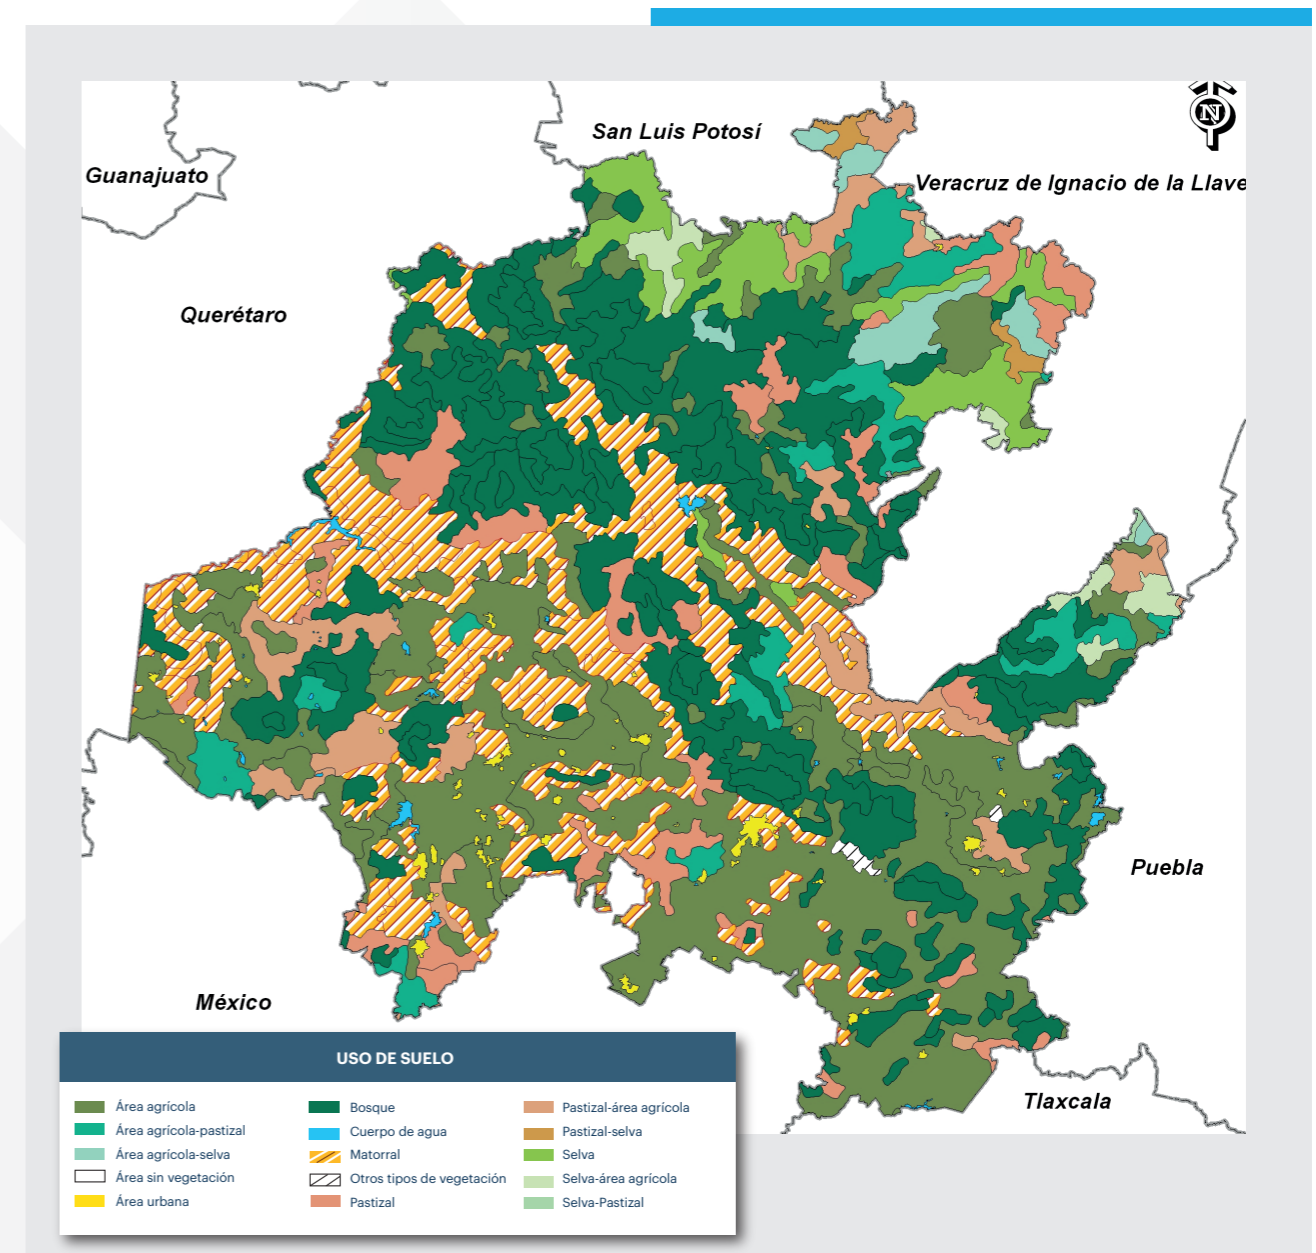 N
San Luis Potosí
Guanajuato
Veracruz de Ignacio de la Llave
Querétaro
Puebla
México
Tlaxcala
USO DE SUELO
Área agrícola
Área agrícola-pastizal
Área agrícola-selva
Área sin vegetación
Área urbana
Bosque
Cuerpo de agua
Matorral
Otros tipos de vegetación
Pastizal
Pastizal-área agrícola
Pastizal-selva
Selva
Selva-área agrícola
Selva-Pastizal